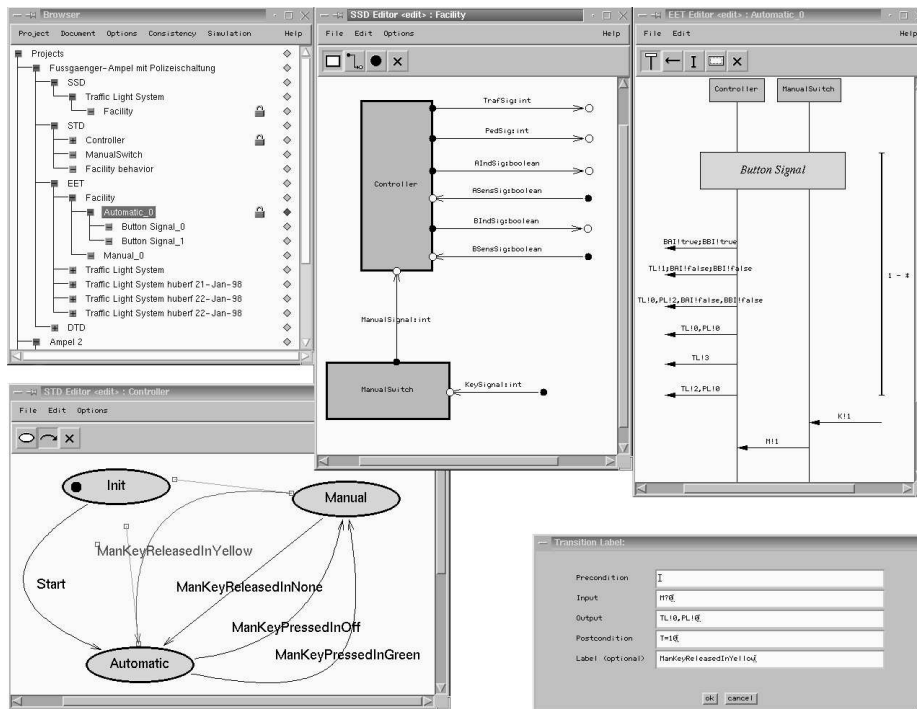 Browser
Project Document Options Consistency Simulation Help
Projects
Fussgaenger-Ampel mit Polizeischaltung
SSD
Traffic Light System
Facility
STD
Controller
ManualSwitch
Facility behavior
EET
Facility
Automatic_0
Button Signal_0
Button Signal_1
Manual_0
Traffic Light System
Traffic Light System huberf 21-Jan-98
Traffic Light System huberf 22-Jan-98
Traffic Light System huberf 22-Jan-98
DTD
Ampel 2
SSD Editor <edit> : Facility
File Edit Options Help
TrafSig:int
PedSig:int
AIndSig:boolean
Controller
ASensSig:boolean
BIndSig:boolean
BSensSig:boolean
ManualSignal:int
ManualSwitch
KeySignal:int
EET Editor <edit> : Automatic_0
File Edit Help
Controller ManualSwitch
Button Signal
BAI!true;BBI!true
TL!1;BAI!false;BBI!false
1 - *
TL!0,PL!2,BAI!false,BBI!false
TL!0,PL!0
TL!3
TL!2,PL!0
K!1
M!1
STD Editor <edit> : Controller
File Edit Options
Init
Manual
ManKeyReleasedInYellow
Start
ManKeyReleasedInNone
ManKeyPressedInOff
ManKeyPressedInGreen
Automatic
Transition Label:
Precondition
Input M?0
Output TL!0,PL!0
Postcondition T=10
Label (optional) ManKeyReleasedInYellow
ok cancel